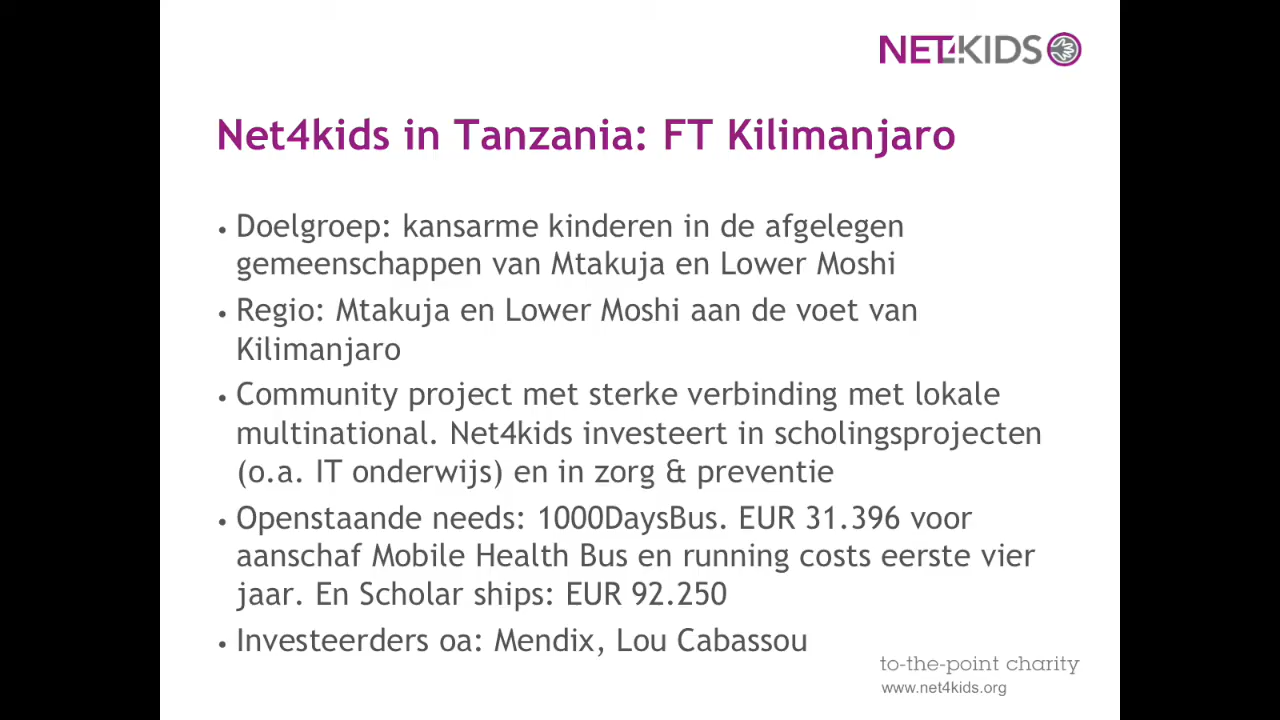 NET4KIDS
Net4kids in Tanzania: FT Kilimanjaro
• Doelgroep: kansarme kinderen in de afgelegen
gemeenschappen van Mtakuja en Lower Moshi
• Regio: Mtakuja en Lower Moshi aan de voet van
Kilimanjaro
• Community project met sterke verbinding met lokale
multinational. Net4kids investeert in scholingsprojecten
(o.a. IT onderwijs) en in zorg & preventie
• Openstaande needs: 1000DaysBus. EUR 31.396 voor
aanschaf Mobile Health Bus en running costs eerste vier
jaar. En Scholar ships: EUR 92.250
• Investeerders oa: Mendix, Lou Cabassou
to-the-point charity
www.net4kids.org